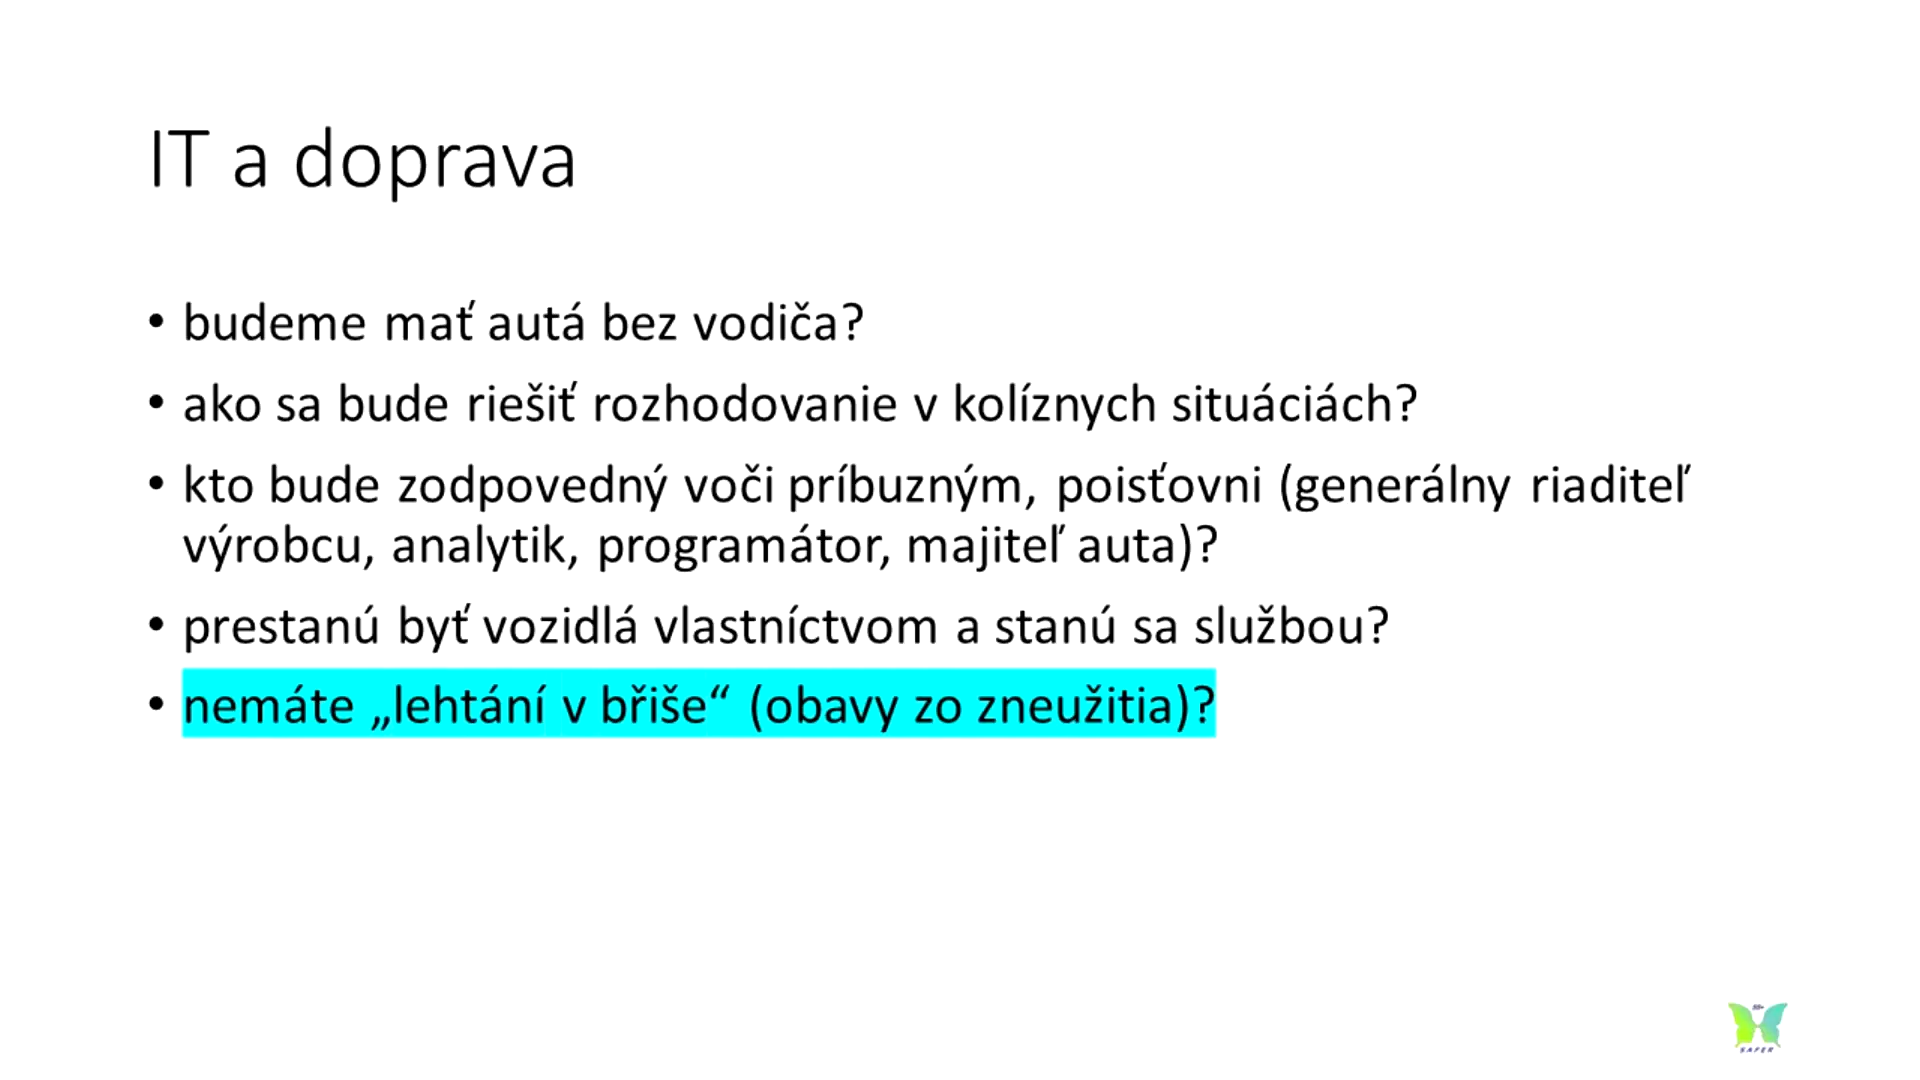 IT a doprava
• budeme mať autá bez vodiča?
• ako sa bude riešiť rozhodovanie v kolíznych situáciách?
• kto bude zodpovedný voči príbuzným, poisťovni (generálny riaditeľ
výrobcu, analytik, programátor, majiteľ auta)?
• prestanú byť vozidlá vlastníctvom a stanú sa službou?
• nemáte „lehtání v břiše“ (obavy zo zneužitia)?
SAFER